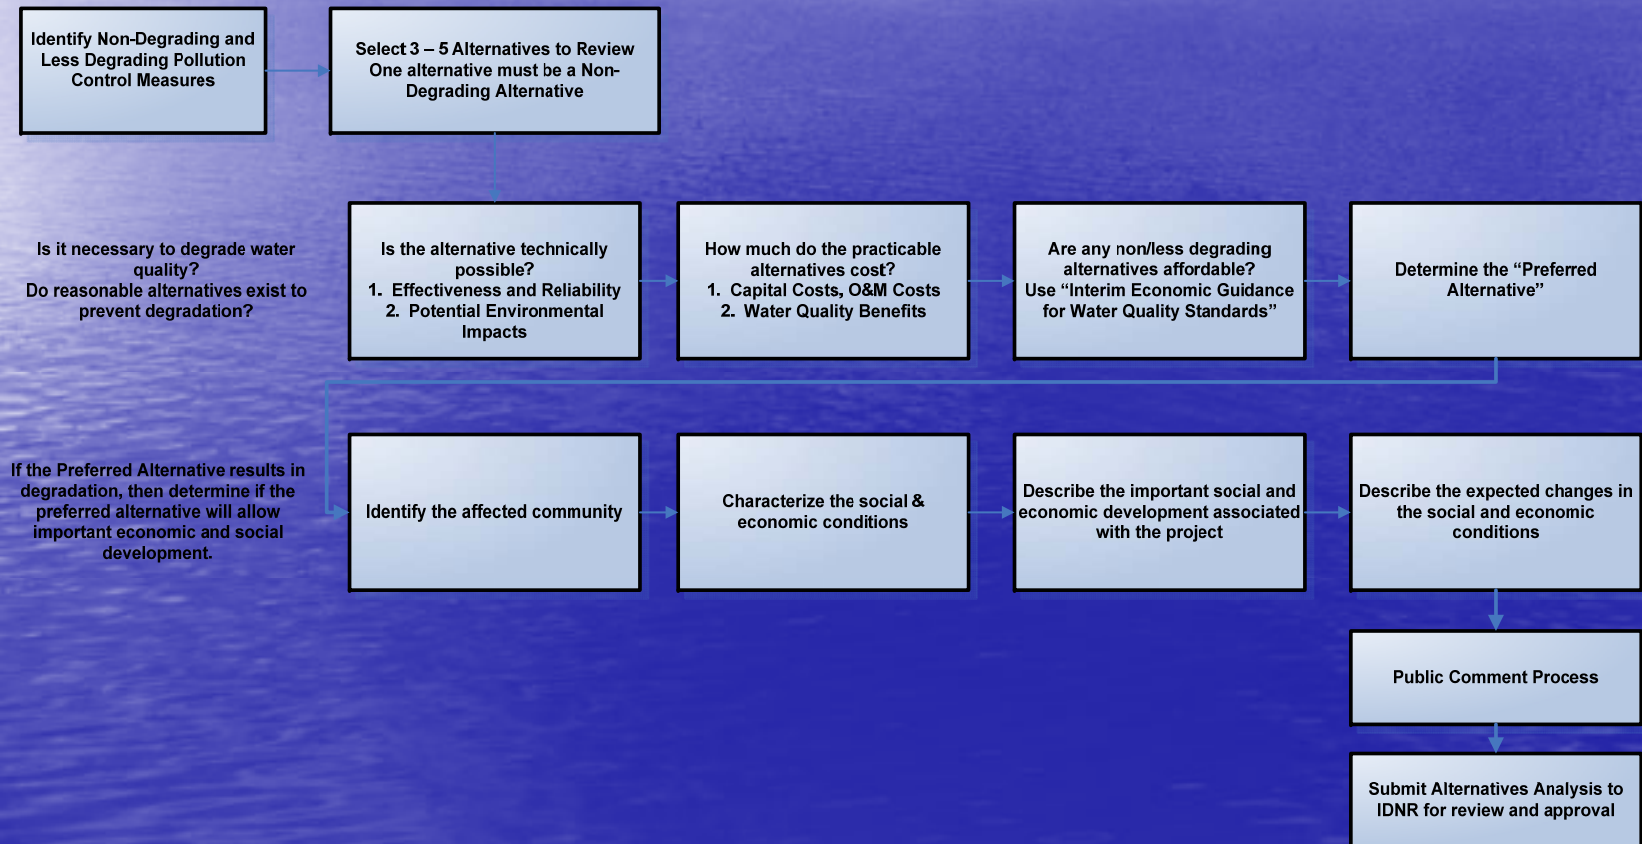 Identify Non-Degrading and
Less Degrading Pollution
Control Measures
Select 3 – 5 Alternatives to Review
One alternative must be a Non-
Degrading Alternative
Is it necessary to degrade water
quality?
Do reasonable alternatives exist to
prevent degradation?
Is the alternative technically
possible?
1. Effectiveness and Reliability
2. Potential Environmental
Impacts
How much do the practicable
alternatives cost?
1. Capital Costs, O&M Costs
2. Water Quality Benefits
Are any non/less degrading
alternatives affordable?
Use “Interim Economic Guidance
for Water Quality Standards”
Determine the “Preferred
Alternative”
If the Preferred Alternative results in
degradation, then determine if the
preferred alternative will allow
important economic and social
development.
Identify the affected community
Characterize the social &
economic conditions
Describe the important social and
economic development associated
with the project
Describe the expected changes in
the social and economic
conditions
Public Comment Process
Submit Alternatives Analysis to
IDNR for review and approval